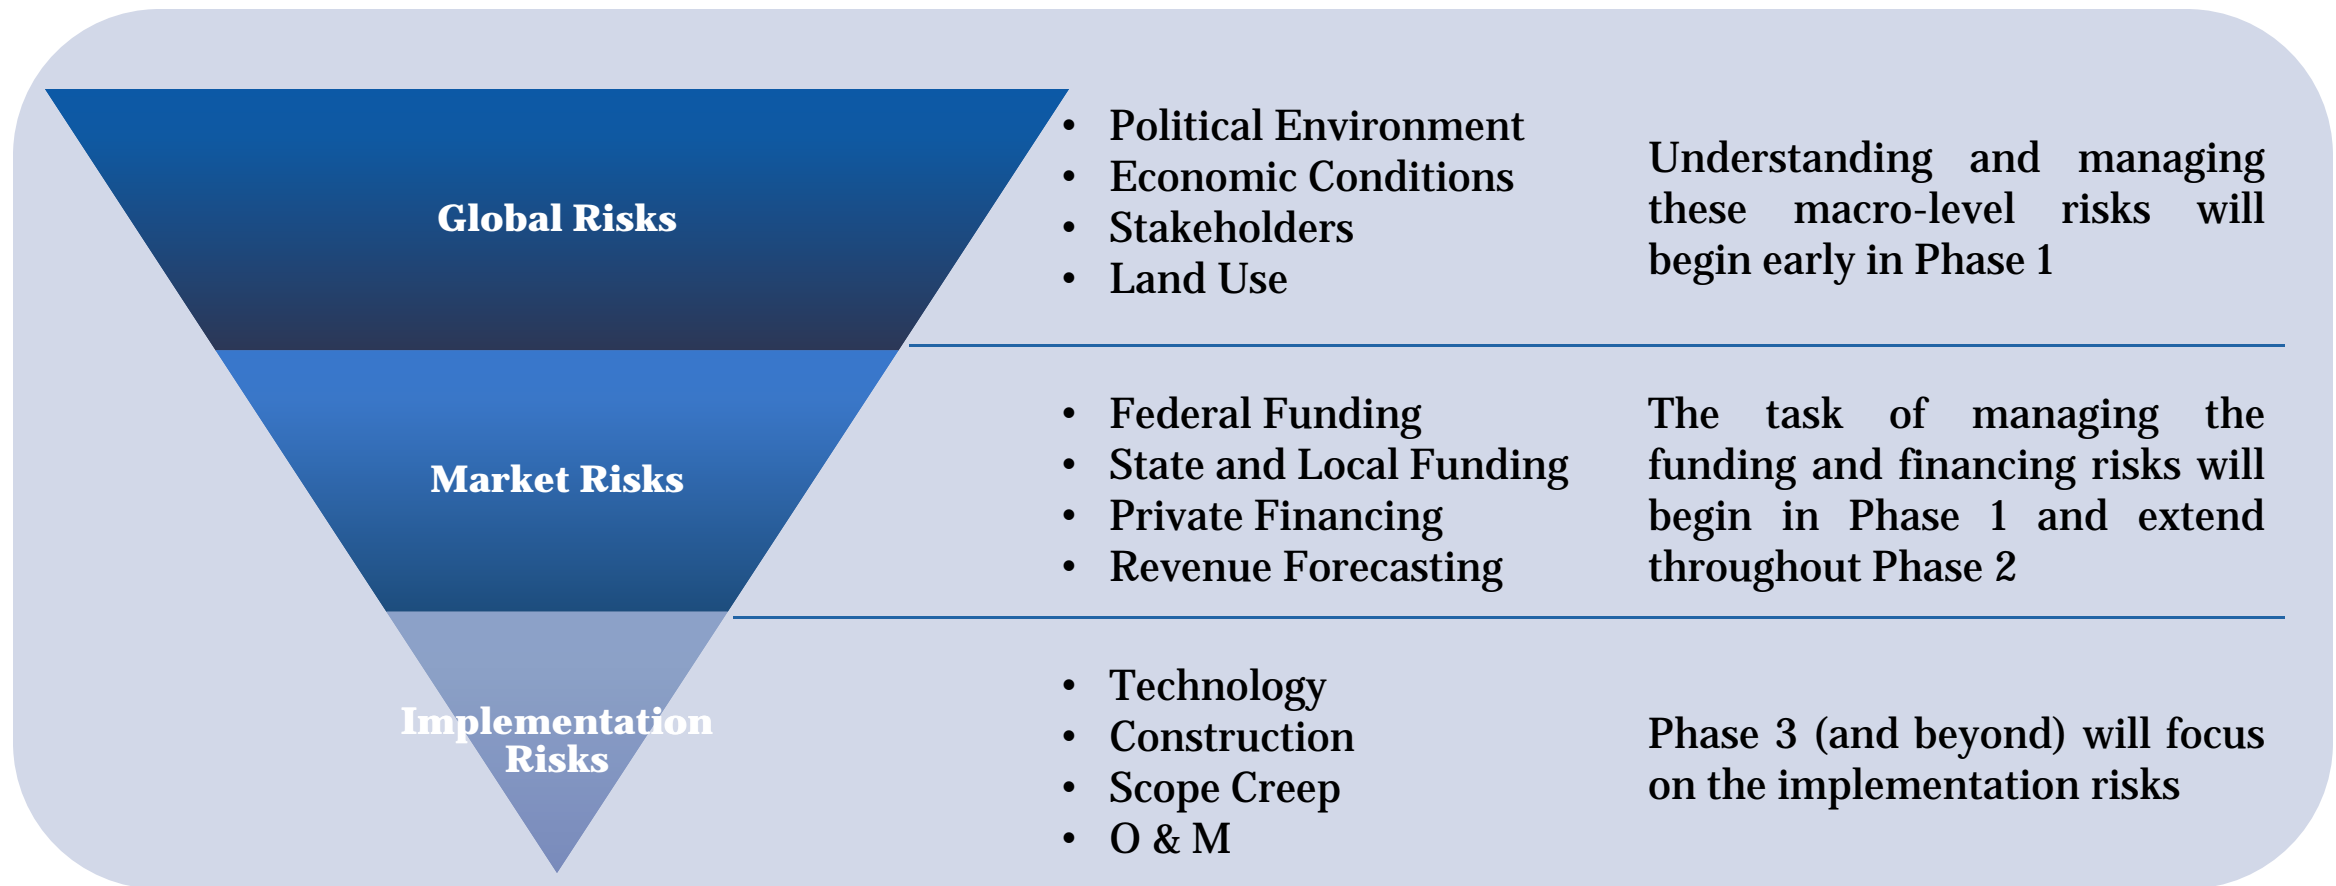 Global Risks
• Political Environment
• Economic Conditions
• Stakeholders
• Land Use
Understanding and managing
these macro-level risks will
begin early in Phase 1
Market Risks
• Federal Funding
• State and Local Funding
• Private Financing
• Revenue Forecasting
The task of managing the
funding and financing risks will
begin in Phase 1 and extend
throughout Phase 2
Implementation
Risks
• Technology
• Construction
• Scope Creep
• O & M
Phase 3 (and beyond) will focus
on the implementation risks